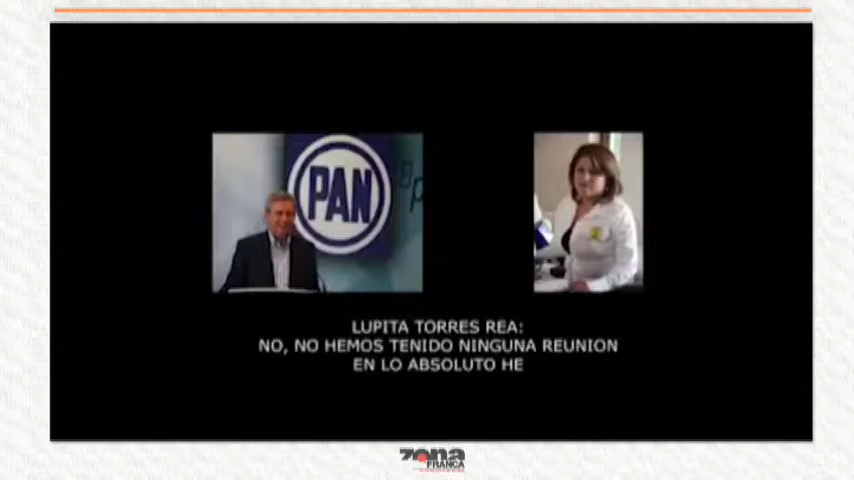 PAN
LUPITA TORRES REA:
NO, NO HEMOS TENIDO NINGUNA REUNION
EN LO ABSOLUTO HE
zona
FRANCA